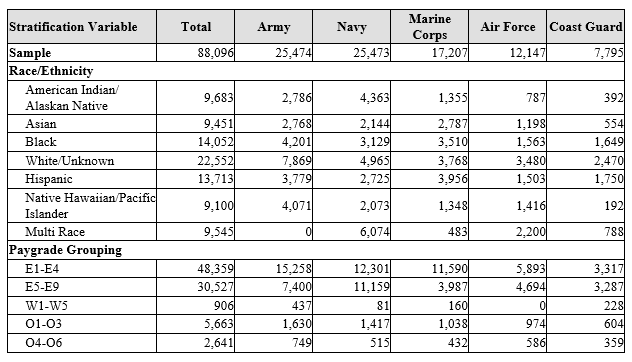 Stratification Variable Total Army Navy Marine Corps Air Force Coast Guard
Sample 88,096 25,474 25,473 17,207 12,147 7,795
Race/Ethnicity
American Indian/
Alaskan Native 9,683 2,786 4,363 1,355 787 392
Asian 9,451 2,768 2,144 2,787 1,198 554
Black 14,052 4,201 3,129 3,510 1,563 1,649
White/Unknown 22,552 7,869 4,965 3,768 3,480 2,470
Hispanic 13,713 3,779 2,725 3,956 1,503 1,750
Native Hawaiian/Pacific
Islander 9,100 4,071 2,073 1,348 1,416 192
Multi Race 9,545 0 6,074 483 2,200 788
Paygrade Grouping
E1-E4 48,359 15,258 12,301 11,590 5,893 3,317
E5-E9 30,527 7,400 11,159 3,987 4,694 3,287
W1-W5 906 437 81 160 0 228
O1-O3 5,663 1,630 1,417 1,038 974 604
O4-O6 2,641 749 515 432 586 359